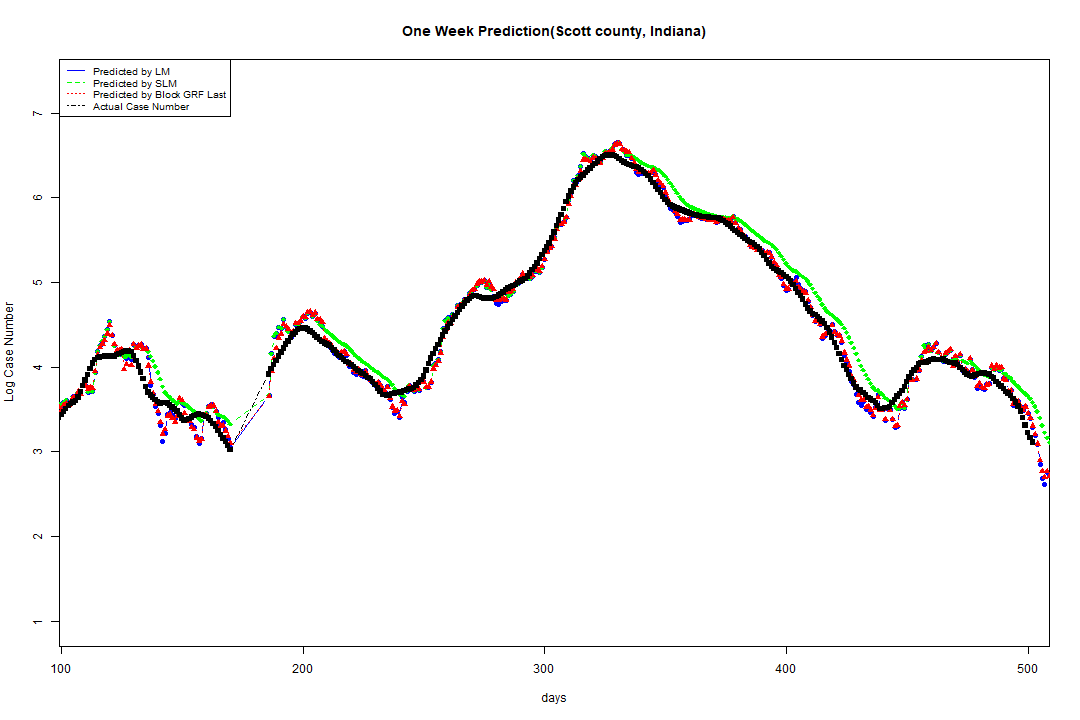 One Week Prediction(Scott county, Indiana)
Predicted by LM
Predicted by SLM
Predicted by Block GRF Last
Actual Case Number
Log Case Number
7
6
5
4
3
2
1
100 200 300 400 500
days